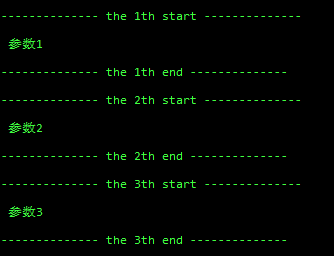 -------------- the 1th start --------------
参数1
-------------- the 1th end --------------
-------------- the 2th start --------------
参数2
-------------- the 2th end --------------
-------------- the 3th start --------------
参数3
-------------- the 3th end --------------